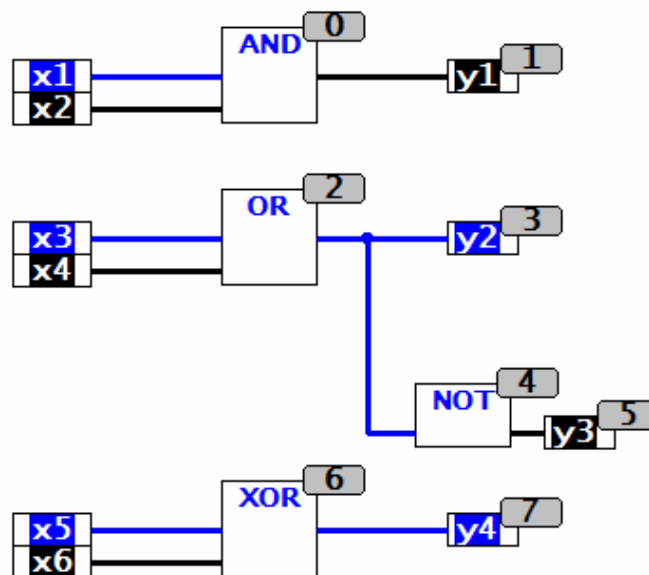 AND 0
x1 y1 1
x2
OR 2
x3 y2 3
x4
NOT 4
y3 5
XOR 6
x5 y4 7
x6